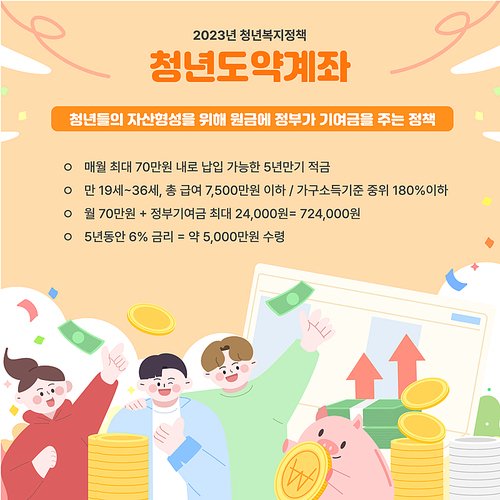 2023년 청년복지정책
청년도약계좌
청년들의 자산형성을 위해 원금에 정부가 기여금을 주는 정책
매월 최대 70만원 내로 납입 가능한 5년만기 적금
만 19세~36세, 총 급여 7,500만원 이하 / 가구소득기준 중위 180%이하
월 70만원 + 정부기여금 최대 24,000원= 724,000원
5년동안 6% 금리 = 약 5,000만원 수령